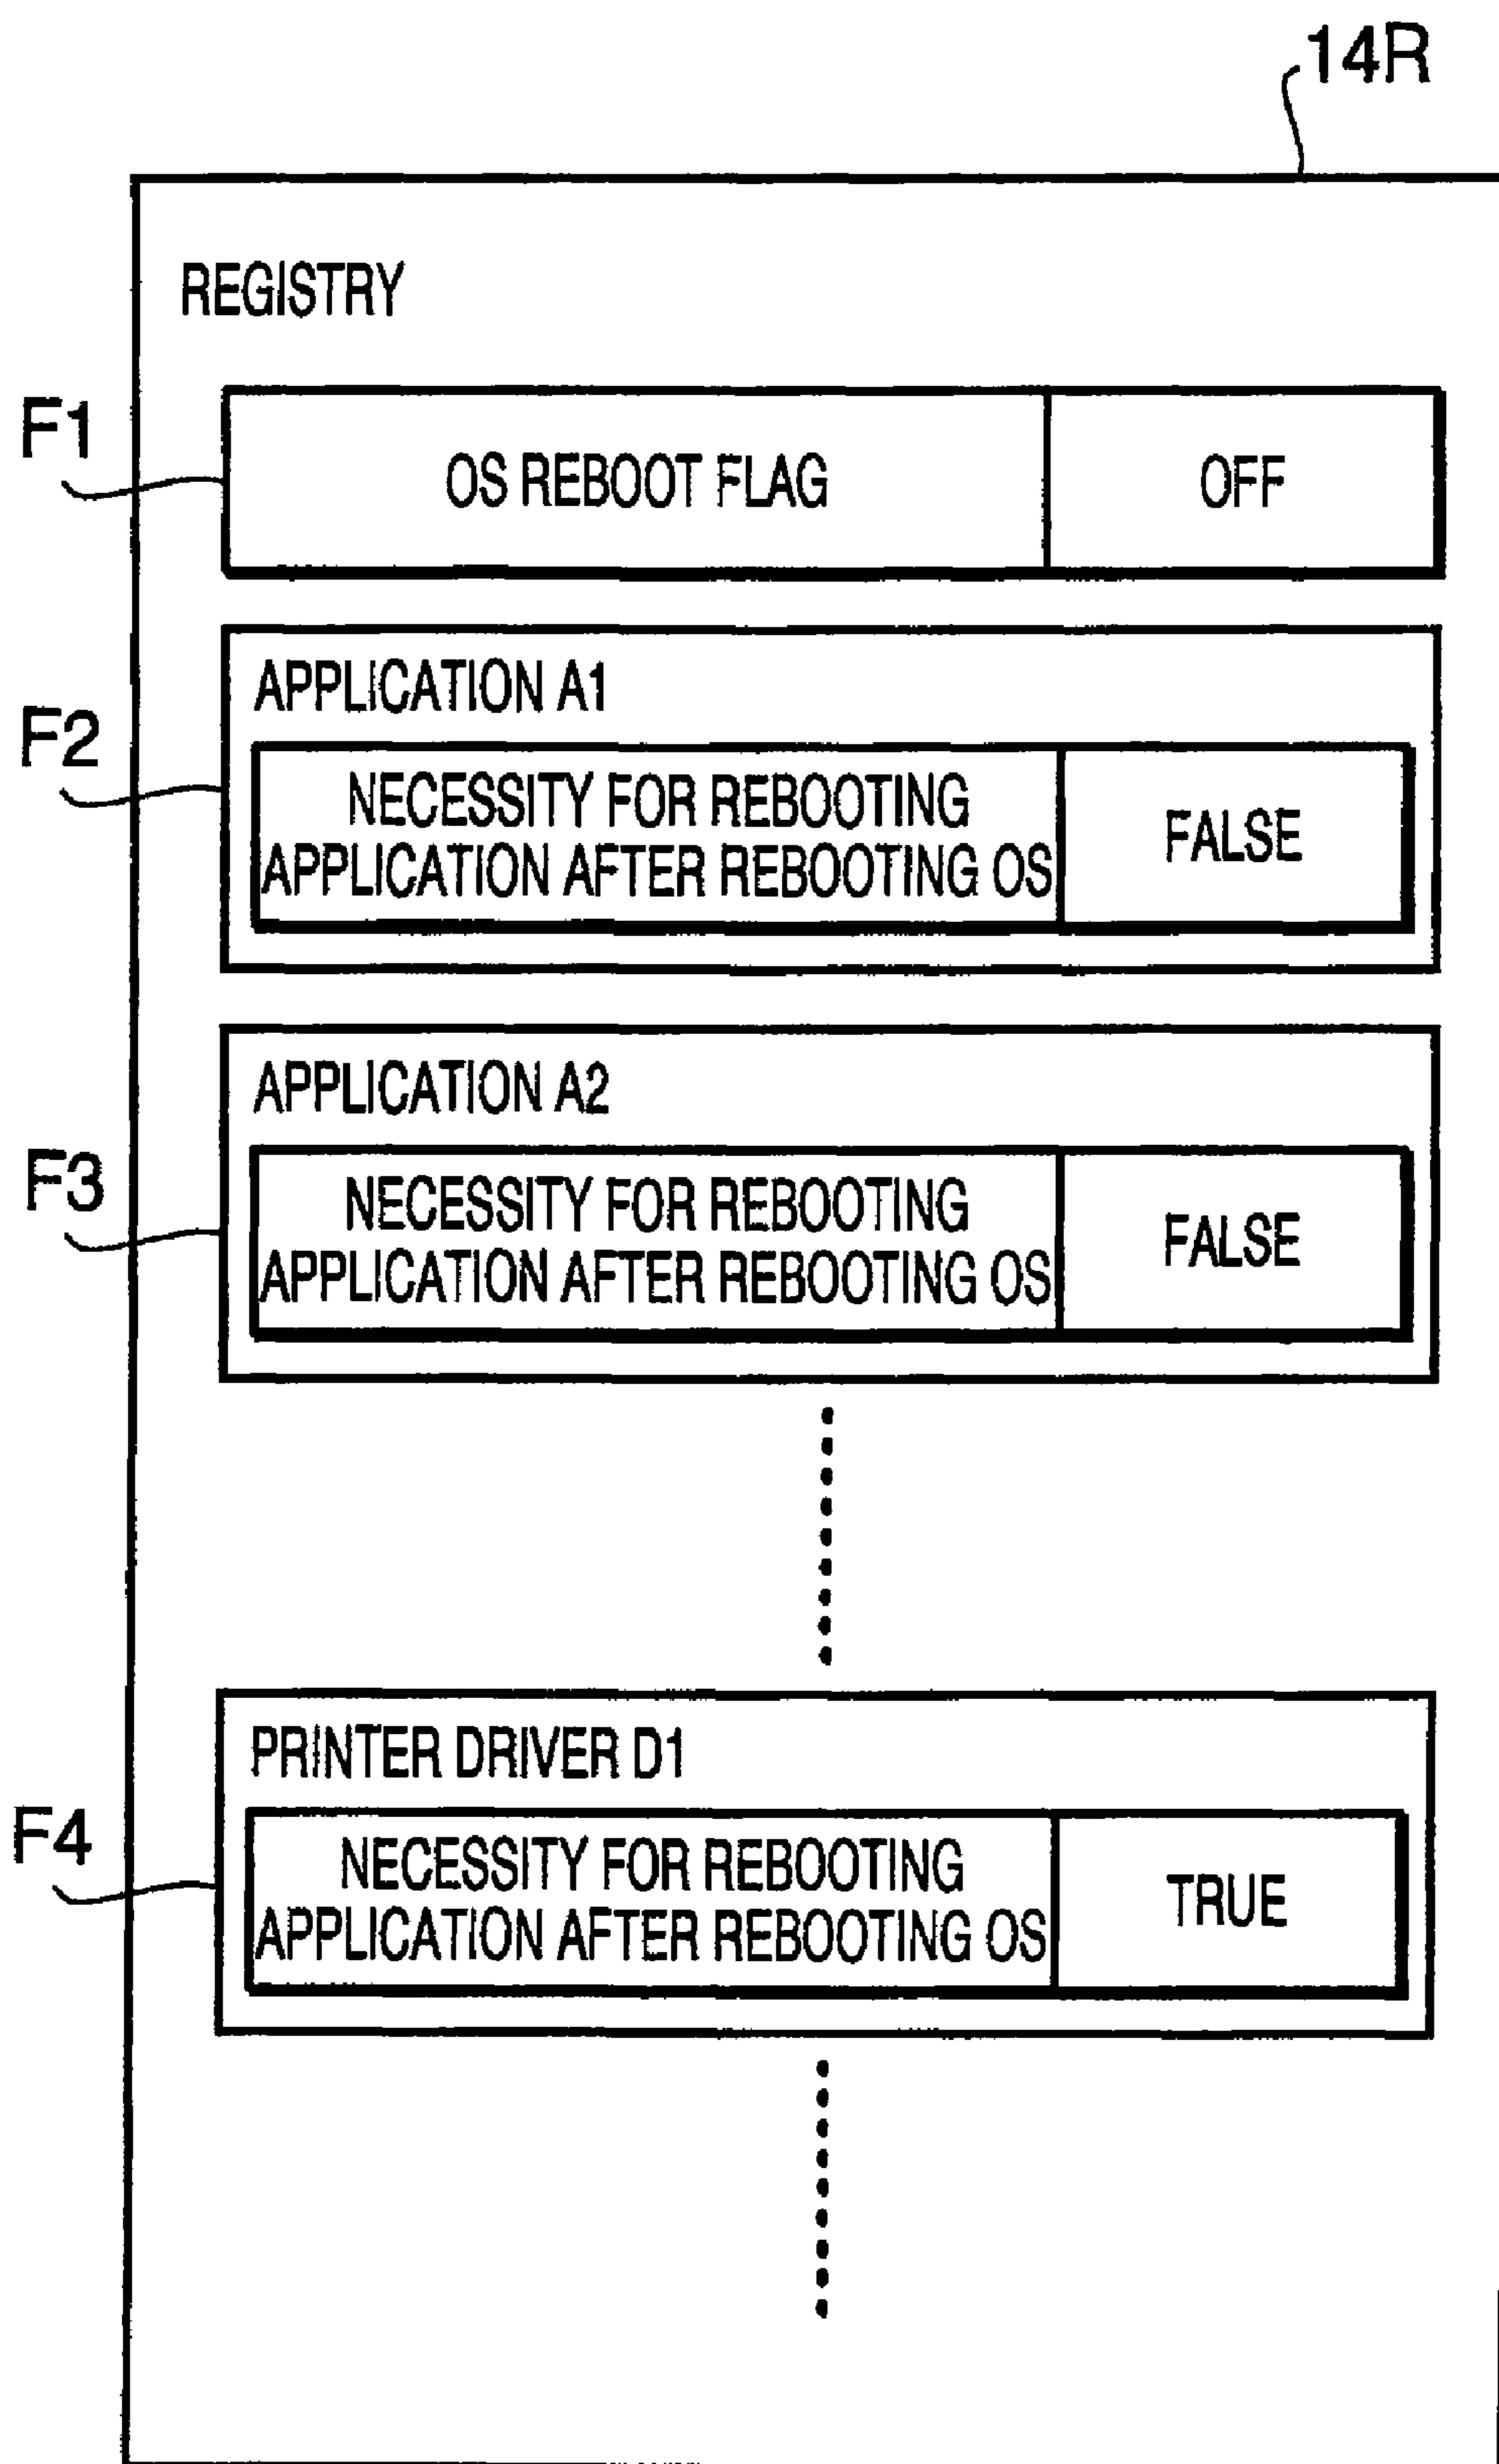 14R
REGISTRY
F1
OS REBOOT FLAG
OFF
APPLICATION A1
F2
NECESSITY FOR REBOOTING
APPLICATION AFTER REBOOTING OS
FALSE
APPLICATION A2
F3
NECESSITY FOR REBOOTING
APPLICATION AFTER REBOOTING OS
FALSE
PRINTER DRIVER D1
F4
NECESSITY FOR REBOOTING
APPLICATION AFTER REBOOTING OS
TRUE